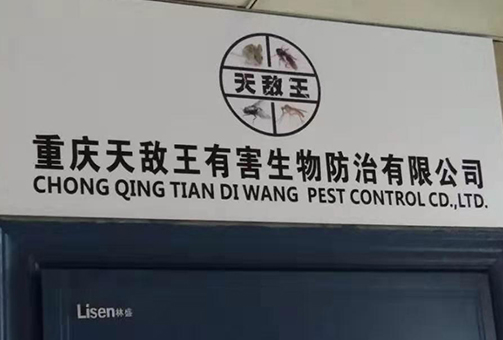 天敌王
重庆天敌王有害生物防治有限公司
CHONG QING TIAN DI WANG PEST CONTROL CD.,LTD.
Lisen林盛